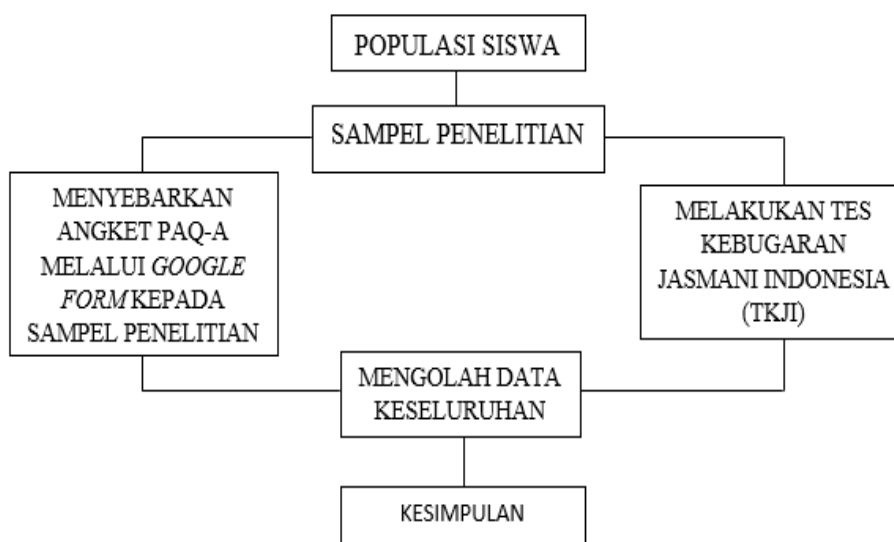 POPULASI SISWA
SAMPEL PENELITIAN
MENYEBARKAN
ANGKET PAQ-A
MELALUI GOOGLE
FORM KEPADA
SAMPEL PENELITIAN
MELAKUKAN TES
KEBUGARAN
JASMANI INDONESIA
(TKJI)
MENGOLAH DATA
KESELURUHAN
KESIMPULAN